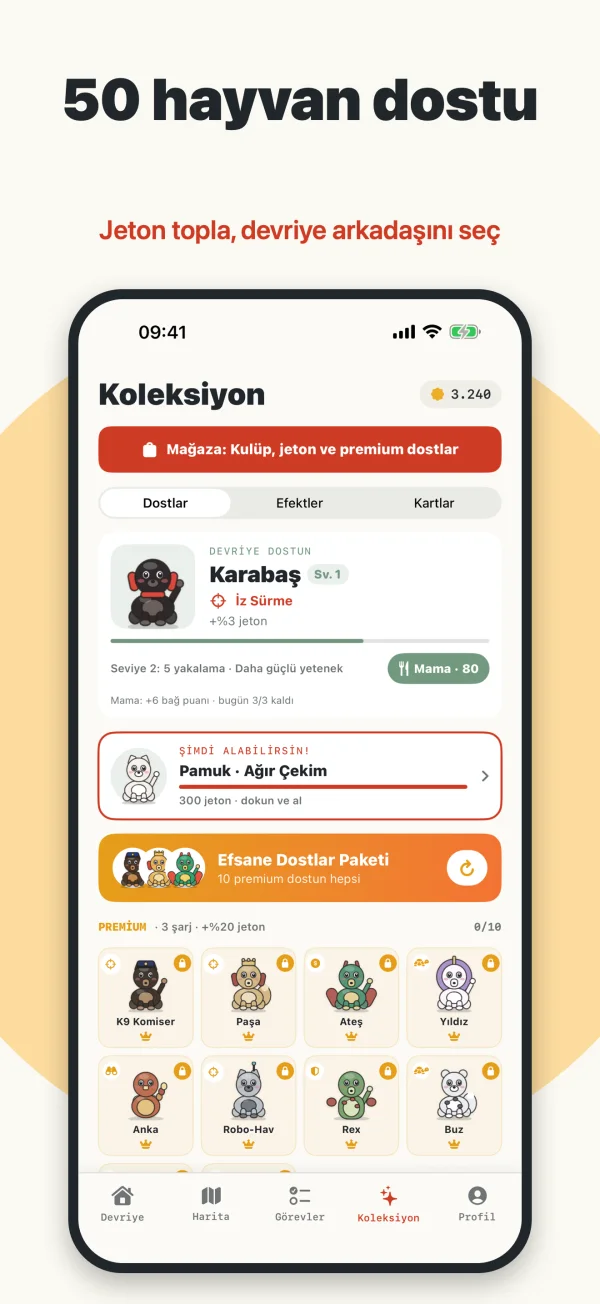 50 hayvan dostu
Jeton topla, devriye arkadaşını seç
09:41
Koleksiyon
3.240
Mağaza: Kulüp, jeton ve premium dostlar
Dostlar
Efektler
Kartlar
DEVRİYE DOSTUN
Karabaş Sv. 1
İz Sürme
+%3 jeton
Seviye 2: 5 yakalama · Daha güçlü yetenek
Mama · 80
Mama: +6 bağ puanı · bugün 3/3 kaldı
ŞİMDİ ALABİLİRSİN!
Pamuk · Ağır Çekim
300 jeton · dokun ve al
Efsane Dostlar Paketi
10 premium dostun hepsi
PREMİUM · 3 şarj · +%20 jeton
0/10
K9 Komiser
Paşa
Ateş
Yıldız
Anka
Robo-Hav
Rex
Buz
Devriye
Harita
Görevler
Koleksiyon
Profil